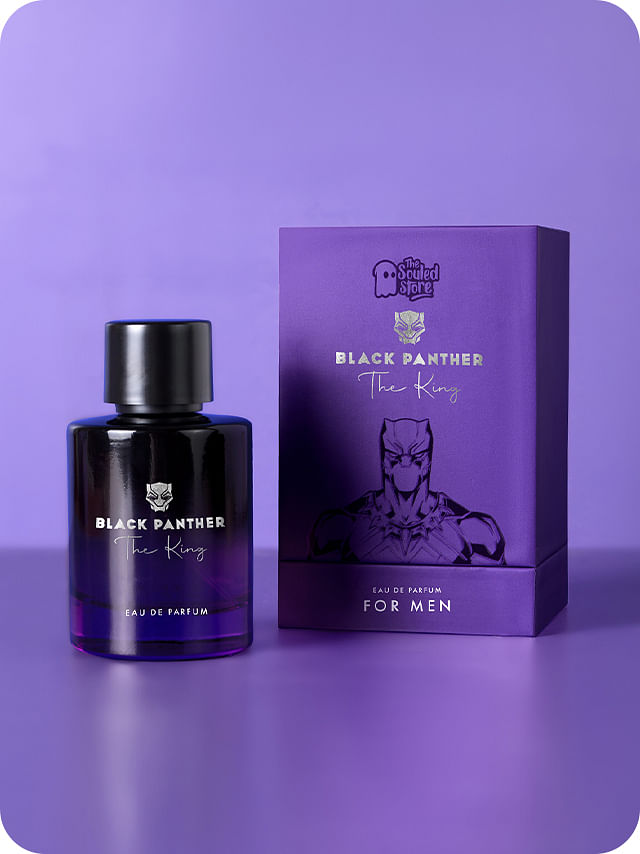 The
Souled
Store
BLACK PANTHER
The King
EAU DE PARFUM
FOR MEN
BLACK PANTHER
The King
EAU DE PARFUM